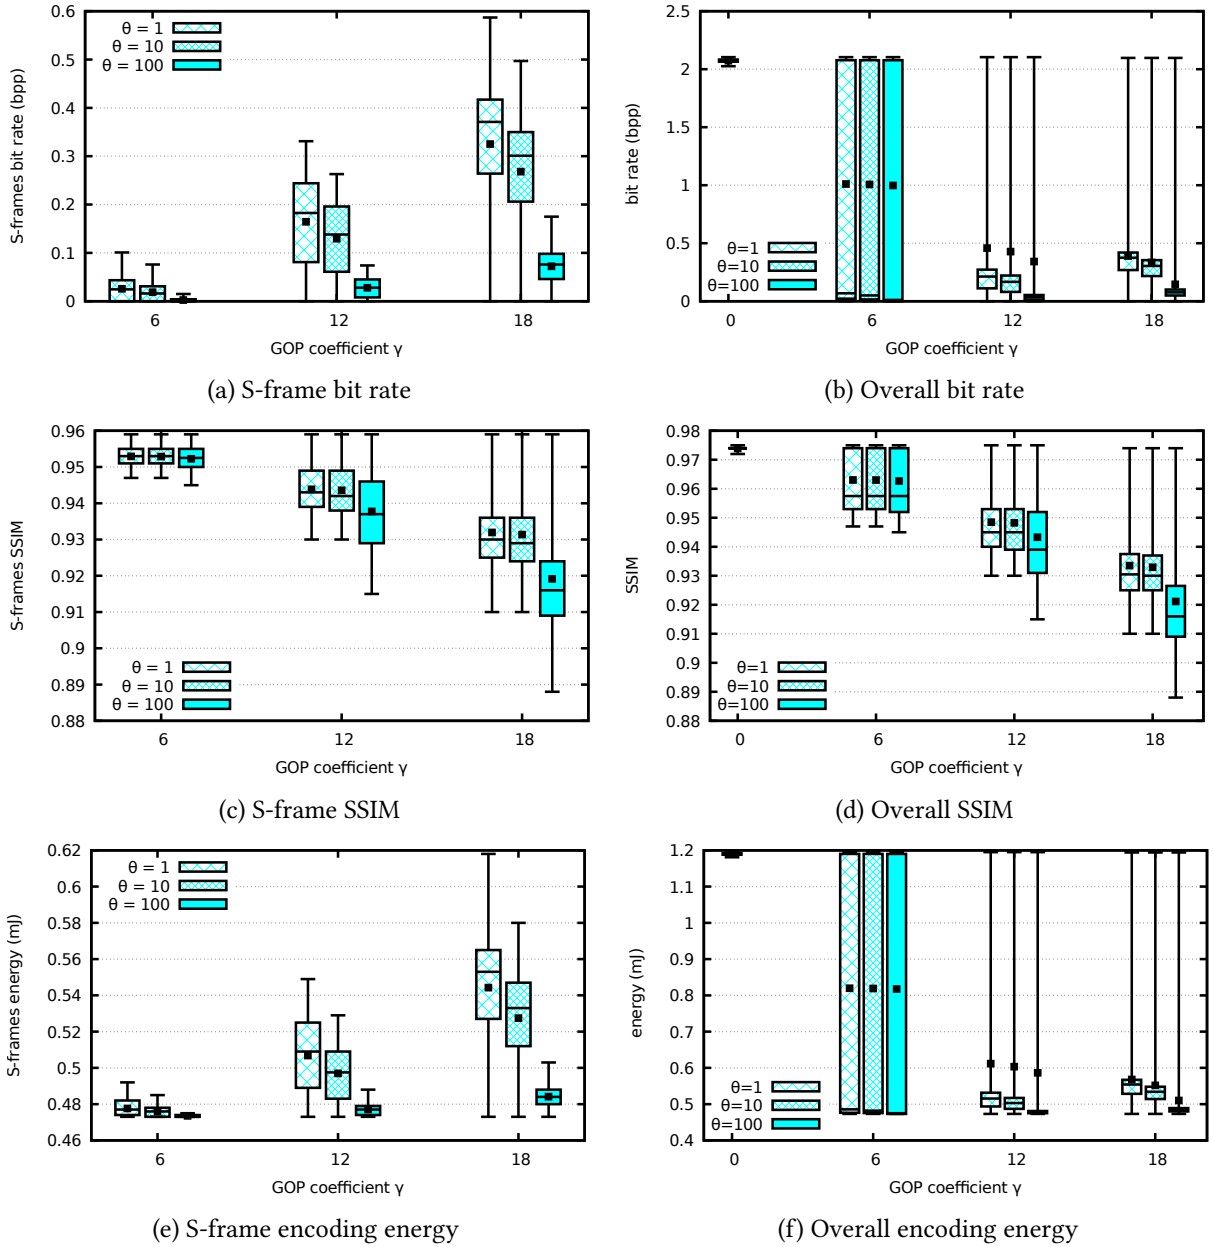 0.6
0.5
0.4
0.3
0.2
0.1
0
S-frames bit rate (bpp)
θ = 1
θ = 10
θ = 100
6
12
18
GOP coefficient γ
(a) S-frame bit rate
2.5
2
1.5
1
0.5
0
bit rate (bpp)
θ=1
θ=10
θ=100
0
6
12
18
GOP coefficient γ
(b) Overall bit rate
0.96
0.95
0.94
0.93
0.92
0.91
0.9
0.89
0.88
S-frames SSIM
θ = 1
θ = 10
θ = 100
6
12
18
GOP coefficient γ
(c) S-frame SSIM
0.98
0.97
0.96
0.95
0.94
0.93
0.92
0.91
0.9
0.89
0.88
SSIM
θ=1
θ=10
θ=100
0
6
12
18
GOP coefficient γ
(d) Overall SSIM
0.62
0.6
0.56
0.54
0.52
0.5
0.48
0.46
S-frames energy (mJ)
θ = 1
θ = 10
θ = 100
6
12
18
GOP coefficient γ
(e) S-frame encoding energy
1.2
1.1
1
0.9
0.8
0.7
0.6
0.5
0.4
energy (mJ)
θ=1
θ=10
θ=100
0
6
12
18
GOP coefficient γ
(f) Overall encoding energy